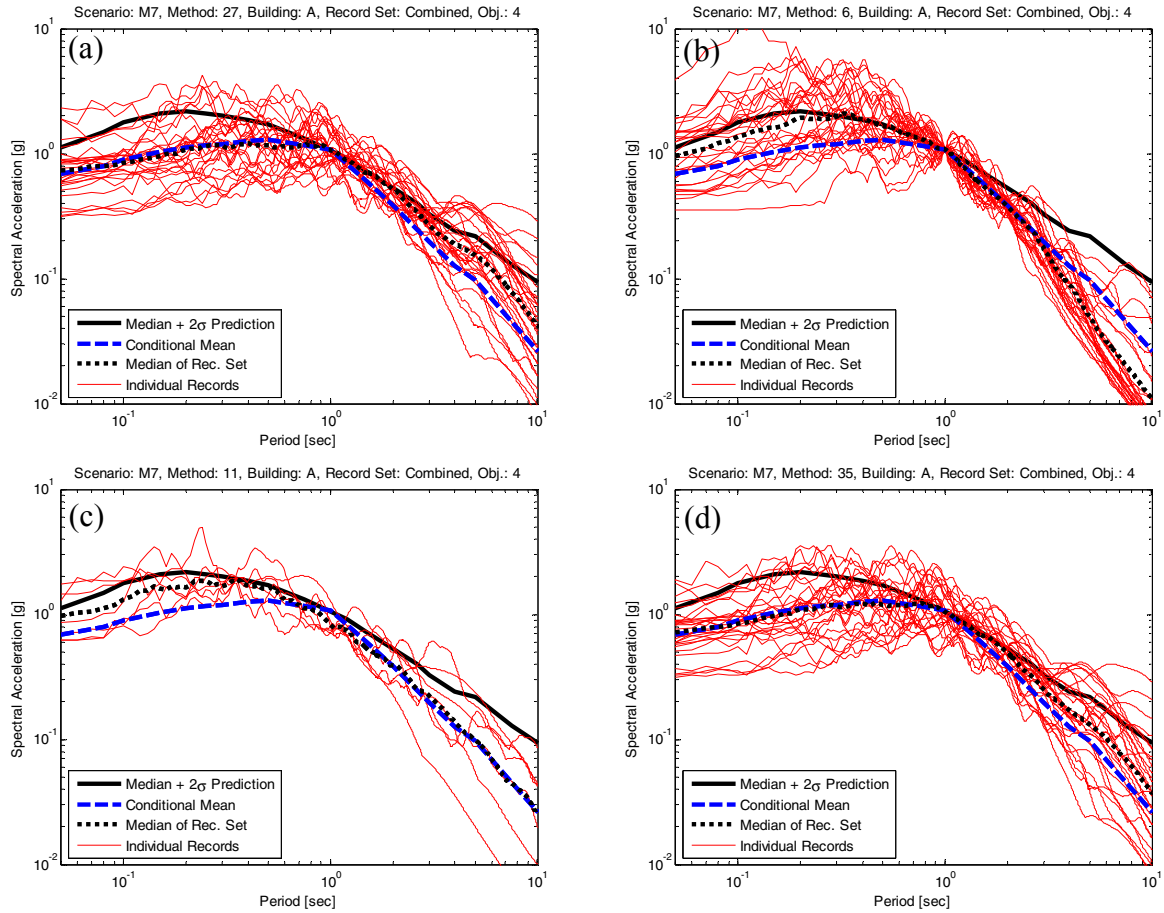 Scenario: M7, Method: 27, Building: A, Record Set: Combined, Obj.: 4
(a)
10^1
10^0
10^-1
10^-2
Spectral Acceleration [g]
Median + 2σ Prediction
Conditional Mean
Median of Rec. Set
Individual Records
10^-1
10^0
10^1
Period [sec]
Scenario: M7, Method: 6, Building: A, Record Set: Combined, Obj.: 4
(b)
10^1
10^0
10^-1
10^-2
Spectral Acceleration [g]
Median + 2σ Prediction
Conditional Mean
Median of Rec. Set
Individual Records
10^-1
10^0
10^1
Period [sec]
Scenario: M7, Method: 11, Building: A, Record Set: Combined, Obj.: 4
(c)
10^1
10^0
10^-1
10^-2
Spectral Acceleration [g]
Median + 2σ Prediction
Conditional Mean
Median of Rec. Set
Individual Records
10^-1
10^0
10^1
Period [sec]
Scenario: M7, Method: 35, Building: A, Record Set: Combined, Obj.: 4
(d)
10^1
10^0
10^-1
10^-2
Spectral Acceleration [g]
Median + 2σ Prediction
Conditional Mean
Median of Rec. Set
Individual Records
10^-1
10^0
10^1
Period [sec]